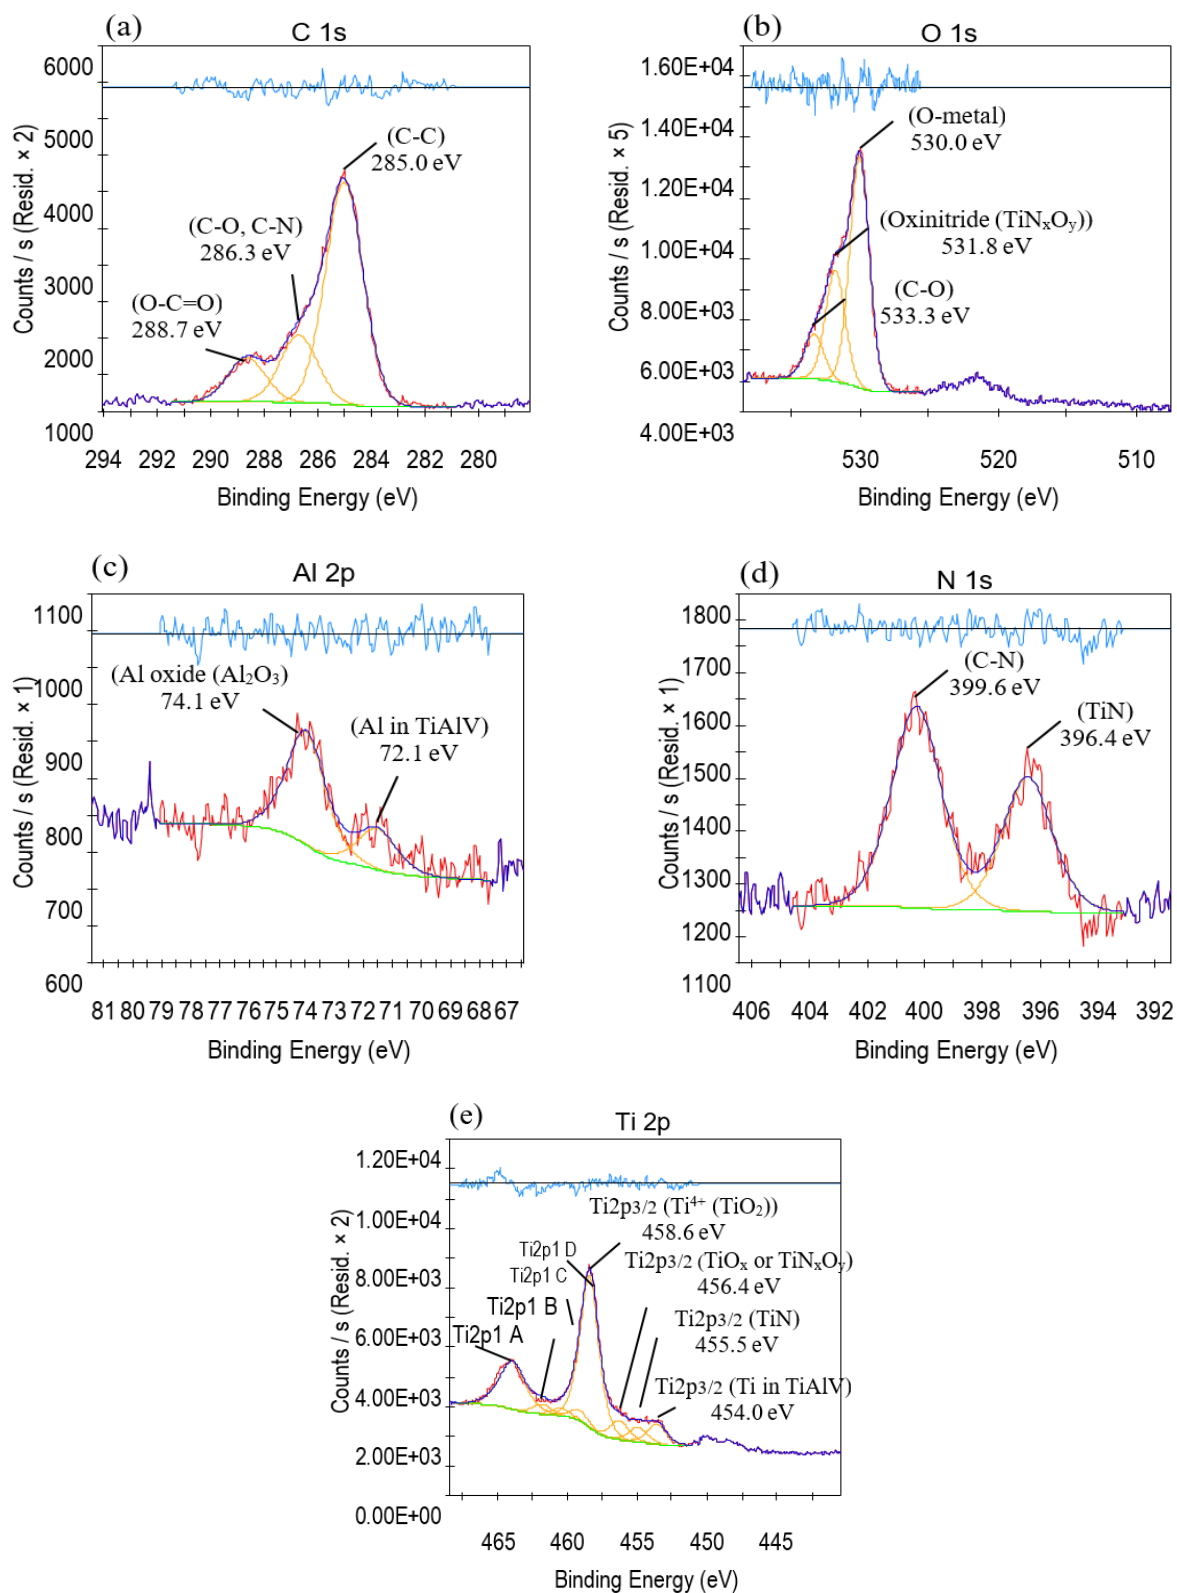 (a)
C 1s
6000
5000
4000
3000
2000
1000
Counts / s (Resid. × 2)
(C-C)
285.0 eV
(C-O, C-N)
286.3 eV
(O-C=O)
288.7 eV
294 292 290 288 286 284 282 280
Binding Energy (eV)
(b)
O 1s
1.60E+04
1.40E+04
1.20E+04
1.00E+04
8.00E+03
6.00E+03
4.00E+03
Counts / s (Resid. × 5)
(O-metal)
530.0 eV
(Oxinitride (TiNxOy))
531.8 eV
(C-O)
533.3 eV
530 520 510
Binding Energy (eV)
(c)
Al 2p
1100
1000
900
800
700
600
Counts / s (Resid. × 1)
(Al oxide (Al₂O₃)
74.1 eV
(Al in TiAlV)
72.1 eV
81 80 79 78 77 76 75 74 73 72 71 70 69 68 67
Binding Energy (eV)
(d)
N 1s
1800
1700
1600
1500
1400
1300
1200
1100
Counts / s (Resid. × 1)
(C-N)
399.6 eV
(TiN)
396.4 eV
406 404 402 400 398 396 394 392
Binding Energy (eV)
(e)
Ti 2p
1.20E+04
1.00E+04
8.00E+03
6.00E+03
4.00E+03
2.00E+03
0.00E+00
Counts / s (Resid. × 2)
Ti2p3/2 (Ti⁴⁺ (TiO₂))
458.6 eV
Ti2p1 D
Ti2p3/2 (TiOx or TiNxOy)
456.4 eV
Ti2p1 C
Ti2p1 B
Ti2p3/2 (TiN)
455.5 eV
Ti2p1 A
Ti2p3/2 (Ti in TiAlV)
454.0 eV
465 460 455 450 445
Binding Energy (eV)